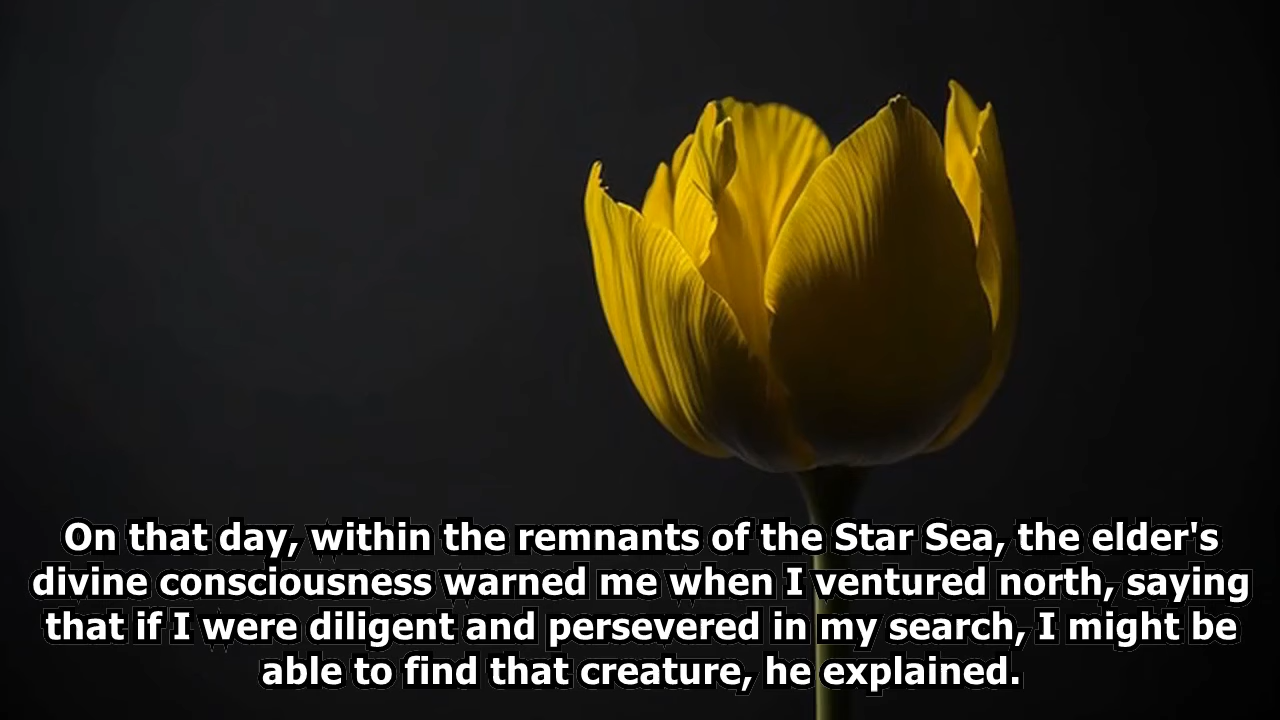 On that day, within the remnants of the Star Sea, the elder's
divine consciousness warned me when I ventured north, saying
that if I were diligent and persevered in my search, I might be
able to find that creature, he explained.